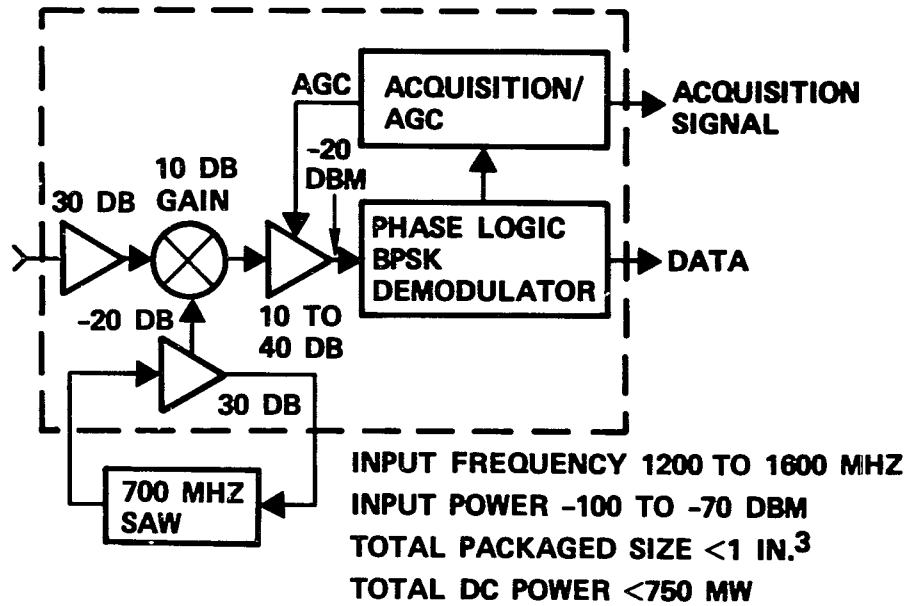 AGC
ACQUISITION/
AGC
ACQUISITION
SIGNAL
-20
DBM
10 DB
GAIN
30 DB
PHASE LOGIC
BPSK
DEMODULATOR
DATA
-20 DB
10 TO
40 DB
30 DB
700 MHZ
SAW
INPUT FREQUENCY 1200 TO 1600 MHZ
INPUT POWER -100 TO -70 DBM
TOTAL PACKAGED SIZE <1 IN.3
TOTAL DC POWER <750 MW